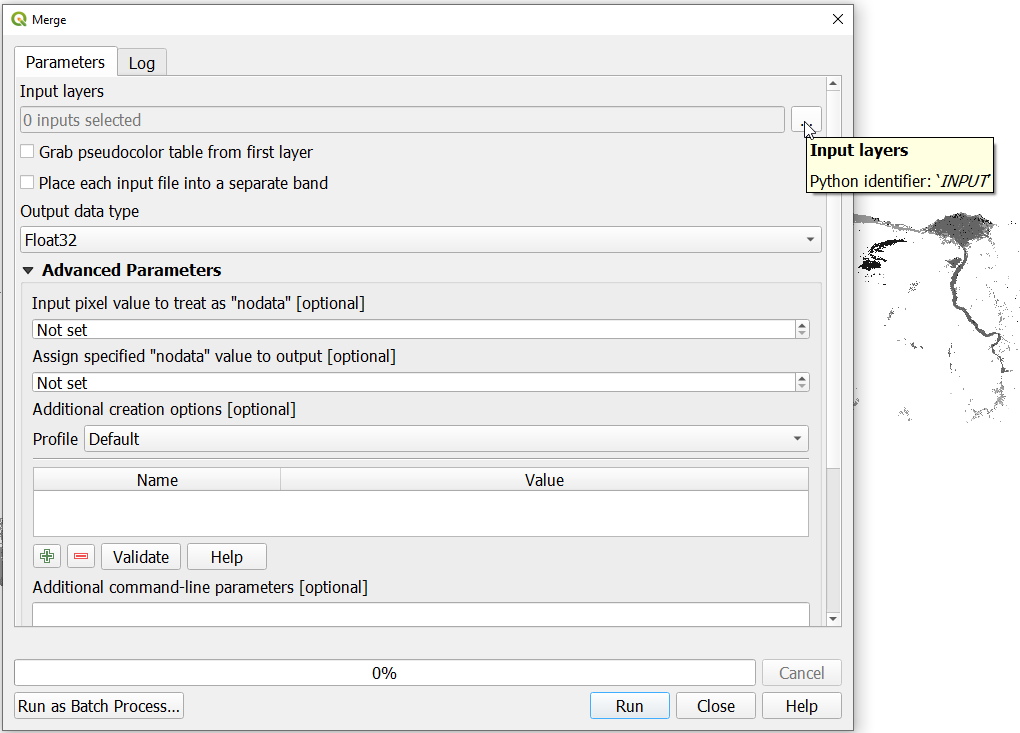 Merge
Parameters
Log
Input layers
0 inputs selected
...
Input layers
Python identifier: ‘INPUT’
Grab pseudocolor table from first layer
Place each input file into a separate band
Output data type
Float32
Advanced Parameters
Input pixel value to treat as "nodata" [optional]
Not set
Assign specified "nodata" value to output [optional]
Not set
Additional creation options [optional]
Profile Default
Name Value
Validate Help
Additional command-line parameters [optional]
0% Cancel
Run as Batch Process... Run Close Help